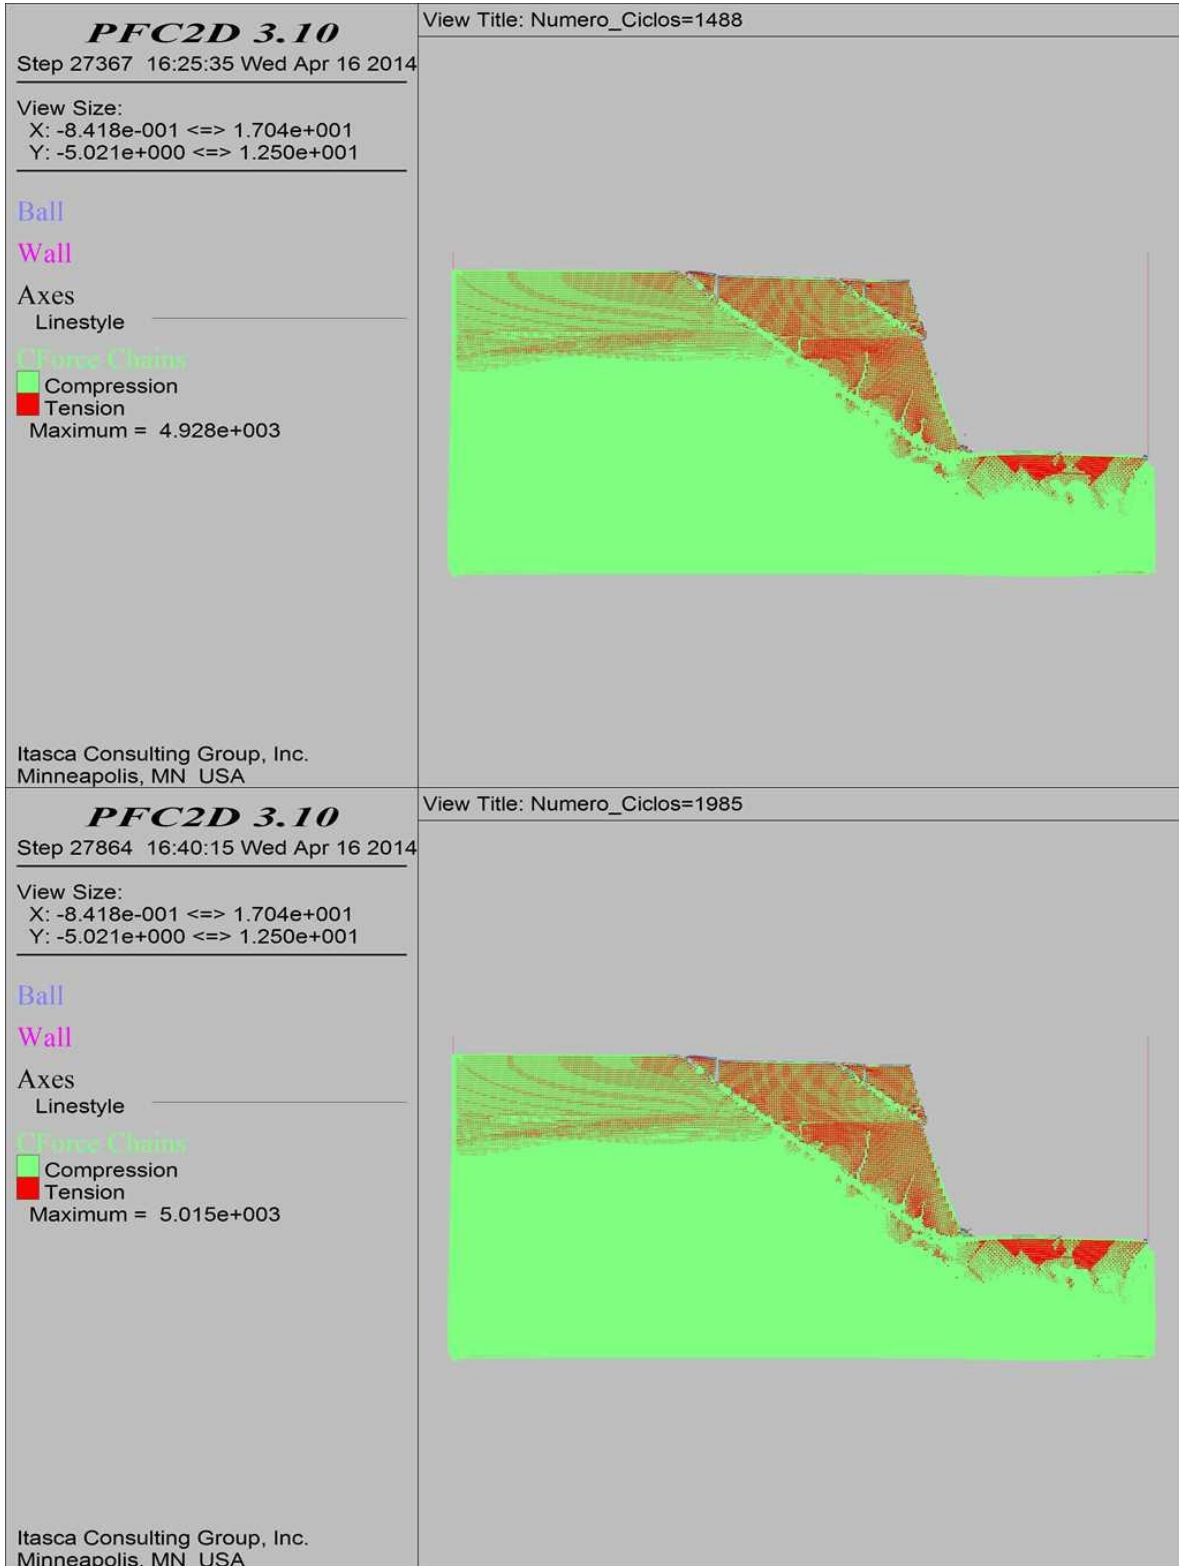 PFC2D 3.10
Step 27367 16:25:35 Wed Apr 16 2014
View Size:
X: -8.418e-001 <=> 1.704e+001
Y: -5.021e+000 <=> 1.250e+001
Ball
Wall
Axes
Linestyle
CForce Chains
Compression
Tension
Maximum = 4.928e+003
Itasca Consulting Group, Inc.
Minneapolis, MN USA
View Title: Numero_Ciclos=1488
PFC2D 3.10
Step 27864 16:40:15 Wed Apr 16 2014
View Size:
X: -8.418e-001 <=> 1.704e+001
Y: -5.021e+000 <=> 1.250e+001
Ball
Wall
Axes
Linestyle
CForce Chains
Compression
Tension
Maximum = 5.015e+003
Itasca Consulting Group, Inc.
Minneapolis, MN USA
View Title: Numero_Ciclos=1985